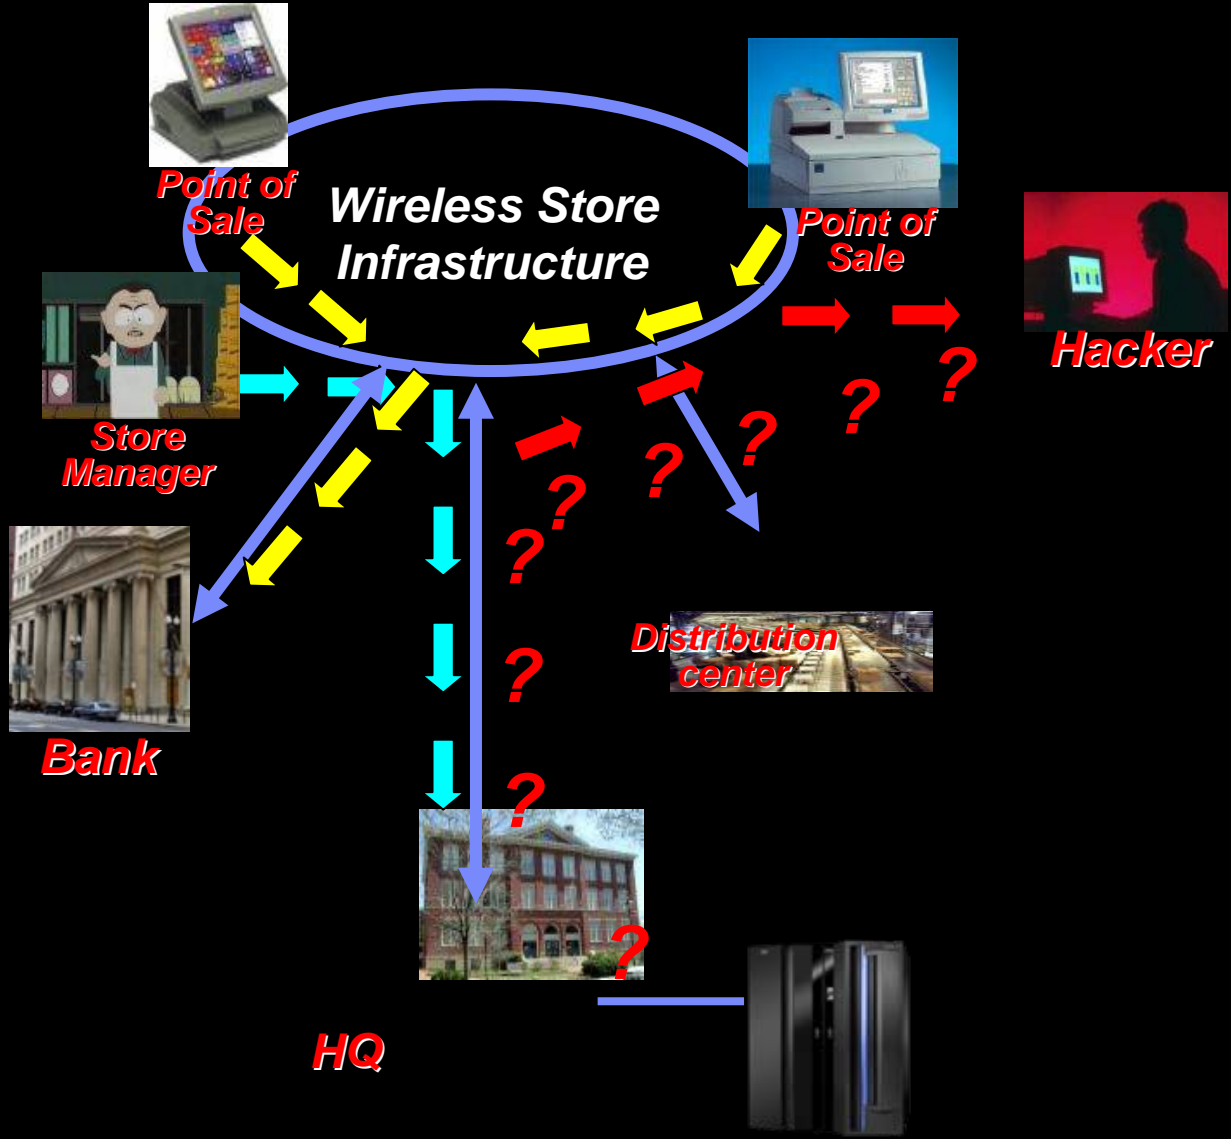 Point of
Sale
Wireless Store
Infrastructure
Point of
Sale
Hacker
?
?
?
?
?
Store
Manager
?
Distribution
center
?
Bank
?
?
HQ